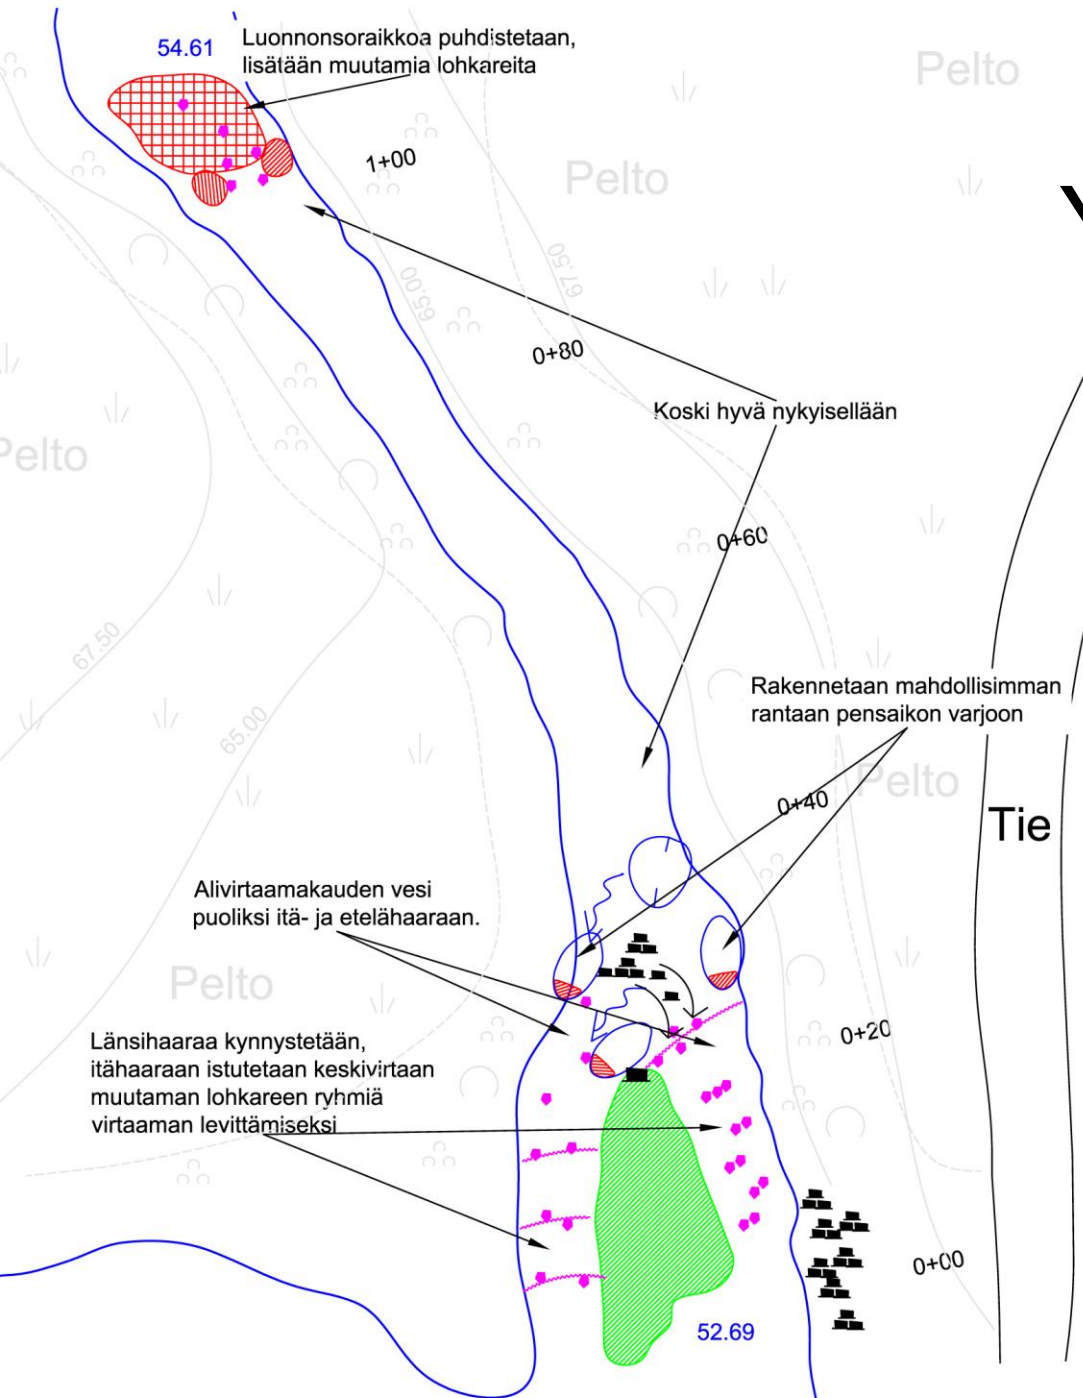 54.61
Luonnonsoraikkoa puhdistetaan,
lisätään muutamia lohkareita
Pelto
1+00
Pelto
67.50
65.00
0+80
Koski hyvä nykyisellään
Pelto
0+60
67.50
65.00
Rakennetaan mahdollisimman
rantaan pensaikon varjoon
Pelto
0+40
Tie
Alivirtaamakauden vesi
puoliksi itä- ja etelähaaraan.
Pelto
0+20
Länsihaaraa kynnystetään,
itähaaraan istutetaan keskivirtaan
muutaman lohkareen ryhmiä
virtaaman levittämiseksi
0+00
52.69